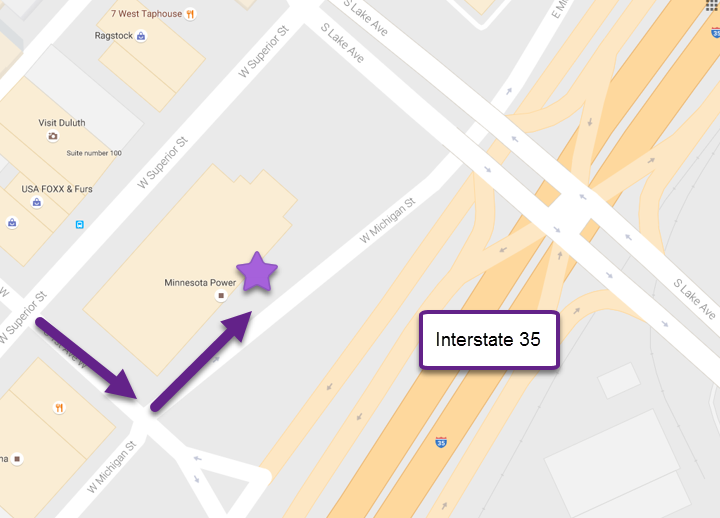 7 West Taphouse
Ragstock
S Lake Ave
S Lake Ave
W Superior St
Visit Duluth
Suite number 100
W Superior St
USA FOXX & Furs
W Michigan St
Minnesota Power
W Superior St
S Lake Ave
Interstate 35
35
W Michigan St